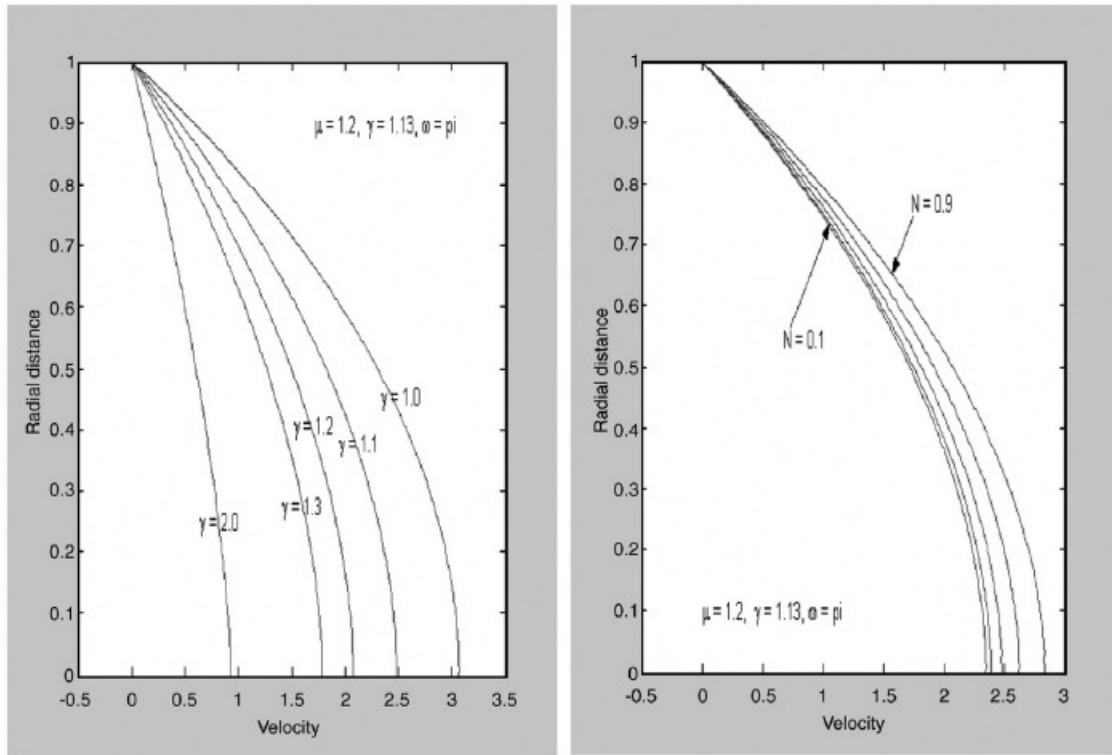 1
0.9
0.8
0.7
0.6
0.5
0.4
0.3
0.2
0.1
0
Radial distance
μ = 1.2, γ = 1.13, ω = pi
γ = 1.0
γ = 1.1
γ = 1.2
γ = 1.3
γ = 2.0
-0.5 0 0.5 1 1.5 2 2.5 3 3.5
Velocity
1
0.9
0.8
0.7
0.6
0.5
0.4
0.3
0.2
0.1
0
Radial distance
N = 0.9
N = 0.1
μ = 1.2, γ = 1.13, ω = pi
-0.5 0 0.5 1 1.5 2 2.5 3
Velocity